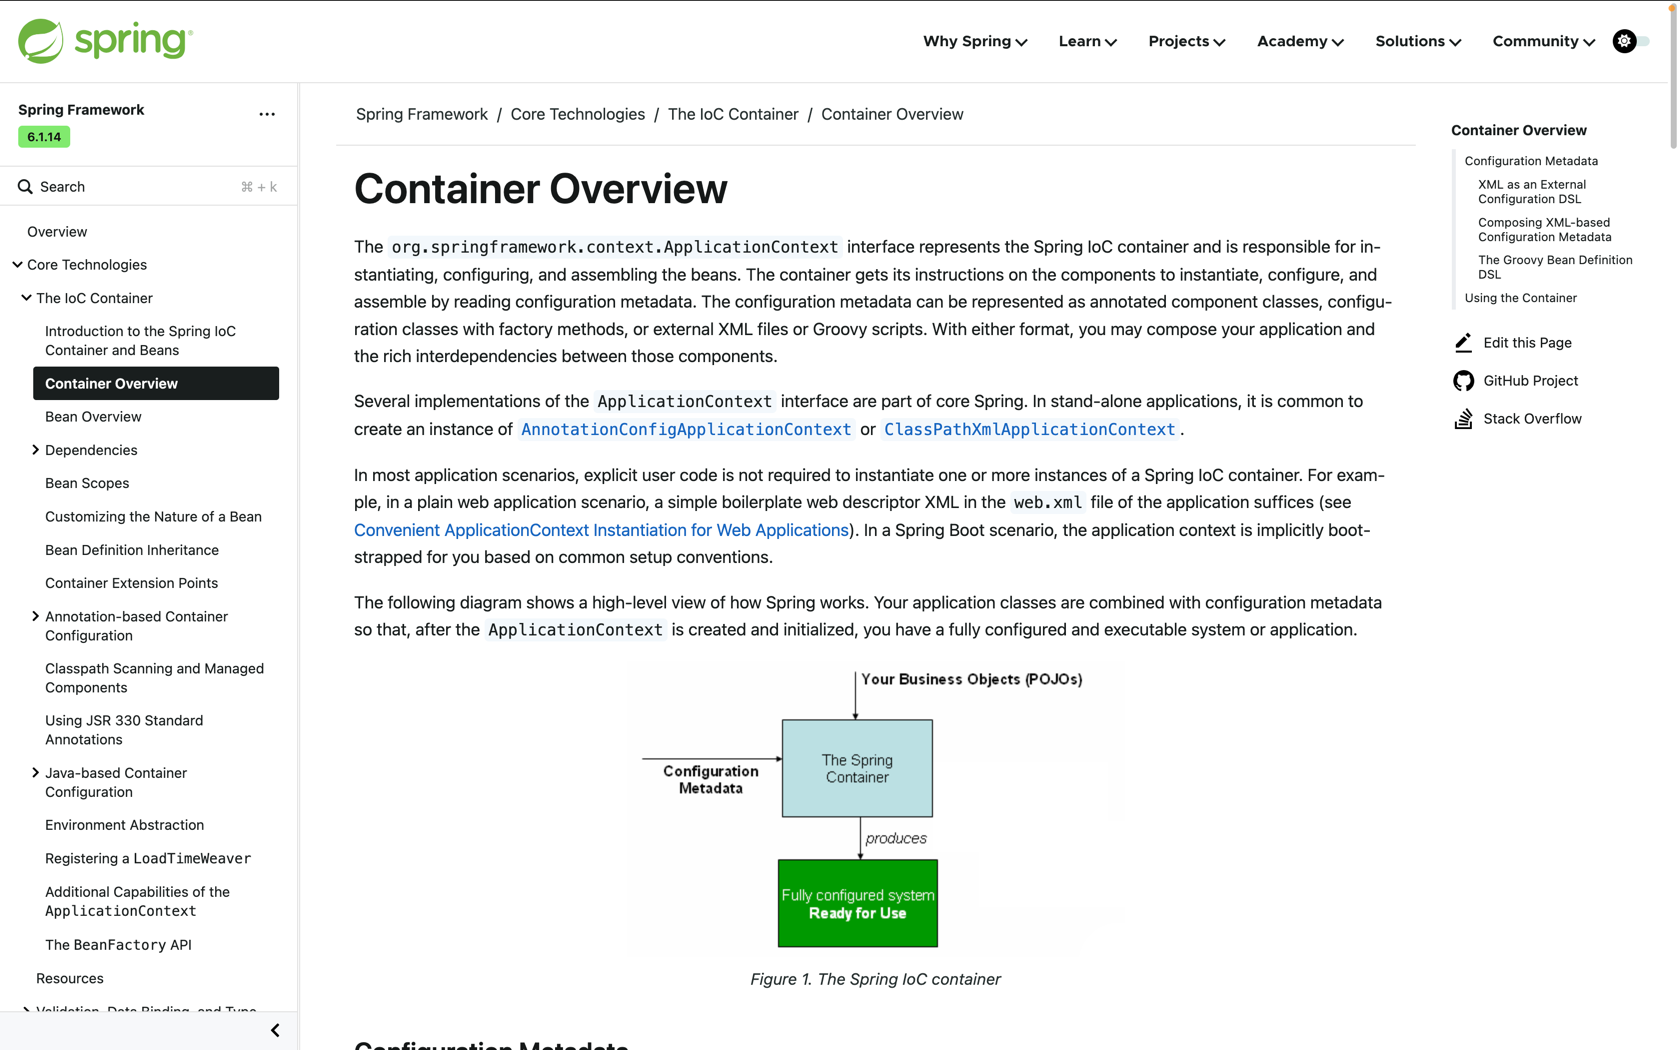 spring
Why Spring
Learn
Projects
Academy
Solutions
Community
Spring Framework
...
6.1.14
Search
⌘ + k
Overview
Core Technologies
The IoC Container
Introduction to the Spring IoC
Container and Beans
Container Overview
Bean Overview
Dependencies
Bean Scopes
Customizing the Nature of a Bean
Bean Definition Inheritance
Container Extension Points
Annotation-based Container
Configuration
Classpath Scanning and Managed
Components
Using JSR 330 Standard
Annotations
Java-based Container
Configuration
Environment Abstraction
Registering a LoadTimeWeaver
Additional Capabilities of the
ApplicationContext
The BeanFactory API
Resources
Validation, Data Binding, and Type
Spring Framework / Core Technologies / The IoC Container / Container Overview
Container Overview
The org.springframework.context.ApplicationContext interface represents the Spring IoC container and is responsible for in-
stantiating, configuring, and assembling the beans. The container gets its instructions on the components to instantiate, configure, and
assemble by reading configuration metadata. The configuration metadata can be represented as annotated component classes, configu-
ration classes with factory methods, or external XML files or Groovy scripts. With either format, you may compose your application and
the rich interdependencies between those components.
Several implementations of the ApplicationContext interface are part of core Spring. In stand-alone applications, it is common to
create an instance of AnnotationConfigApplicationContext or ClassPathXmlApplicationContext.
In most application scenarios, explicit user code is not required to instantiate one or more instances of a Spring IoC container. For exam-
ple, in a plain web application scenario, a simple boilerplate web descriptor XML in the web.xml file of the application suffices (see
Convenient ApplicationContext Instantiation for Web Applications). In a Spring Boot scenario, the application context is implicitly boot-
strapped for you based on common setup conventions.
The following diagram shows a high-level view of how Spring works. Your application classes are combined with configuration metadata
so that, after the ApplicationContext is created and initialized, you have a fully configured and executable system or application.
Your Business Objects (POJOs)
The Spring
Container
Configuration
Metadata
produces
Fully configured system
Ready for Use
Figure 1. The Spring IoC container
Configuration Metadata
Container Overview
Configuration Metadata
XML as an External
Configuration DSL
Composing XML-based
Configuration Metadata
The Groovy Bean Definition
DSL
Using the Container
Edit this Page
GitHub Project
Stack Overflow